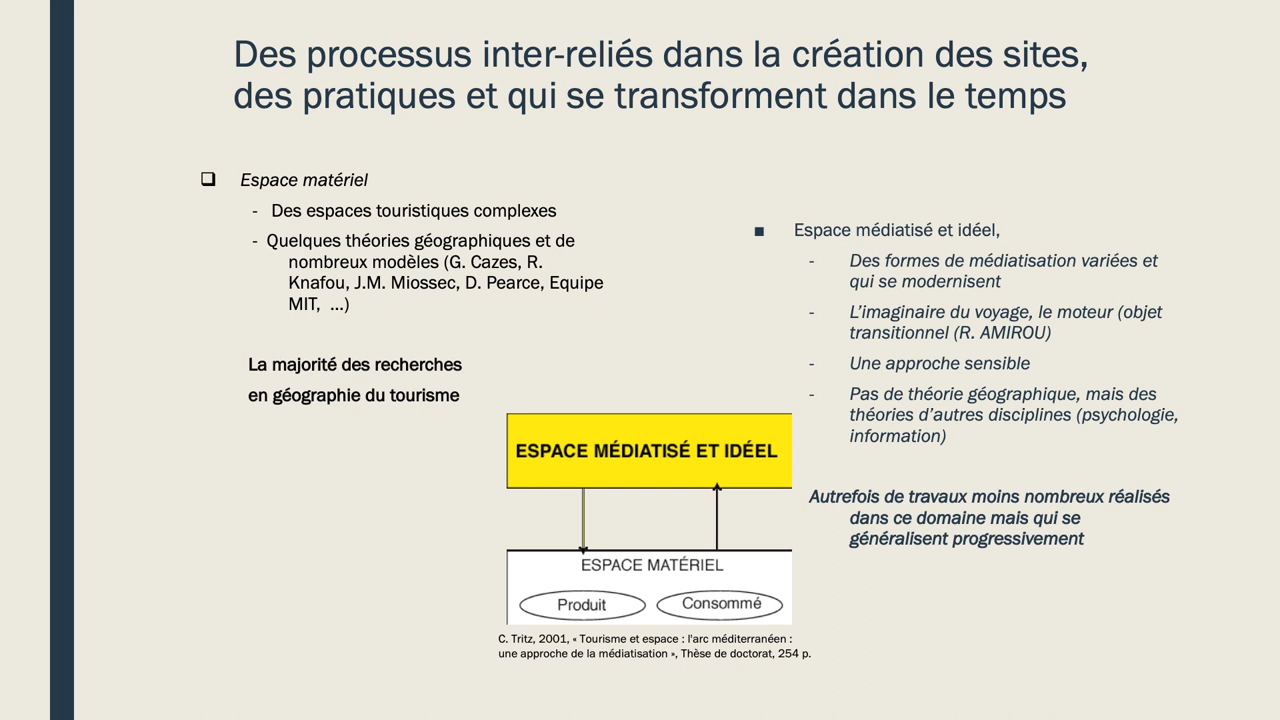 Des processus inter-reliés dans la création des sites,
des pratiques et qui se transforment dans le temps
❑ Espace matériel
- Des espaces touristiques complexes
- Quelques théories géographiques et de
nombreux modèles (G. Cazes, R.
Knafou, J.M. Miossec, D. Pearce, Equipe
MIT, ...)
La majorité des recherches
en géographie du tourisme
■ Espace médiatisé et idéel,
- Des formes de médiatisation variées et
qui se modernisent
- L'imaginaire du voyage, le moteur (objet
transitionnel (R. AMIROU)
- Une approche sensible
- Pas de théorie géographique, mais des
théories d'autres disciplines (psychologie,
information)
Autrefois de travaux moins nombreux réalisés
dans ce domaine mais qui se
généralisent progressivement
ESPACE MÉDIATISÉ ET IDÉEL
ESPACE MATÉRIEL
Produit
Consommé
C. Tritz, 2001, « Tourisme et espace : l'arc méditerranéen :
une approche de la médiatisation », Thèse de doctorat, 254 p.